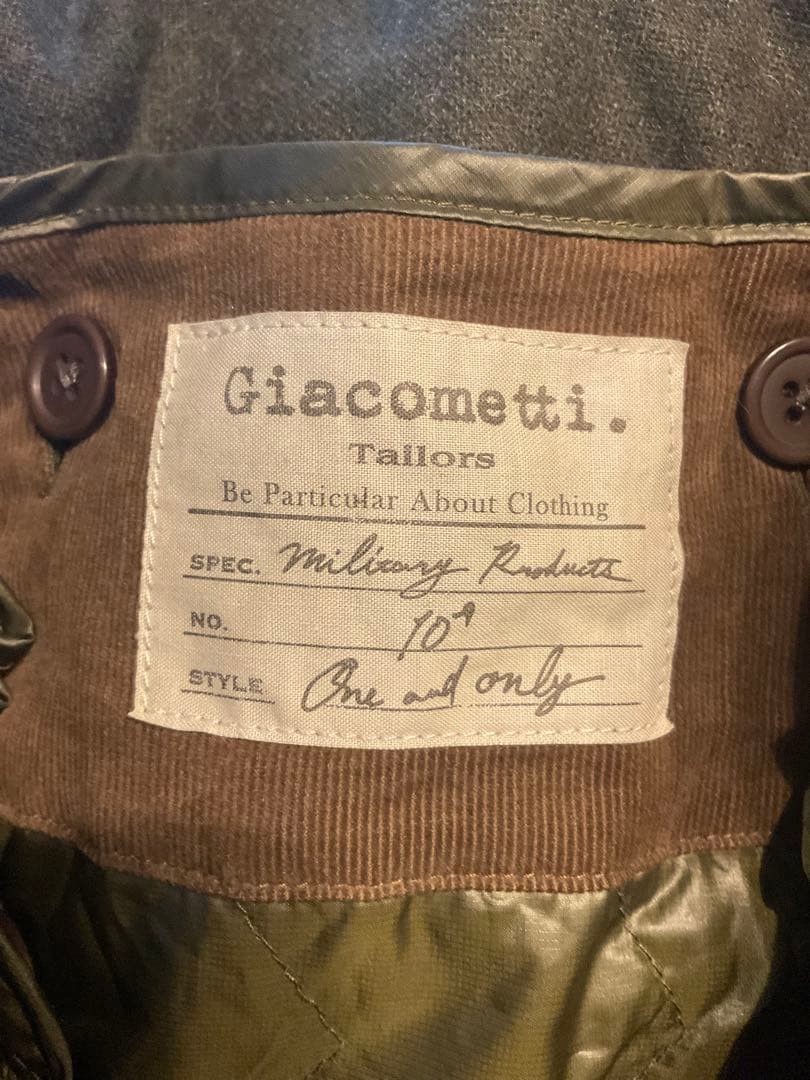 Giacometti.
Tailors
Be Particular About Clothing
SPEC. Military Products
NO. 10
STYLE One and only